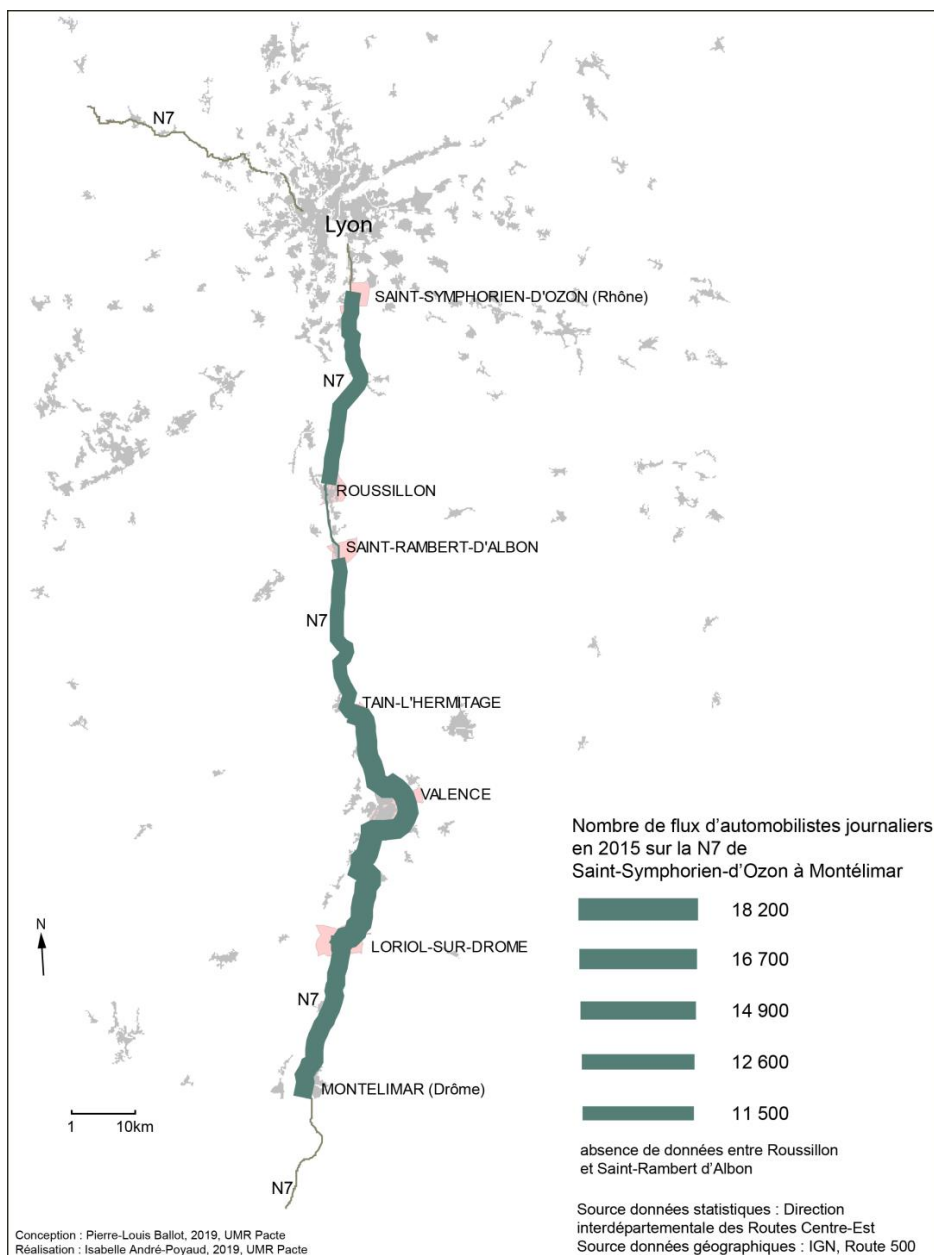 N7
Lyon
SAINT-SYMPHORIEN-D'OZON (Rhône)
N7
ROUSSILLON
SAINT-RAMBERT-D'ALBON
N7
TAIN-L'HERMITAGE
VALENCE
Nombre de flux d'automobilistes journaliers
en 2015 sur la N7 de
Saint-Symphorien-d'Ozon à Montélimar
18 200
16 700
14 900
12 600
11 500
absence de données entre Roussillon
et Saint-Rambert d'Albon
N
LORIOL-SUR-DROME
N7
MONTELIMAR (Drôme)
1 10km
N7
Source données statistiques : Direction
interdépartementale des Routes Centre-Est
Source données géographiques : IGN, Route 500
Conception : Pierre-Louis Ballot, 2019, UMR Pacte
Réalisation : Isabelle André-Poyaud, 2019, UMR Pacte